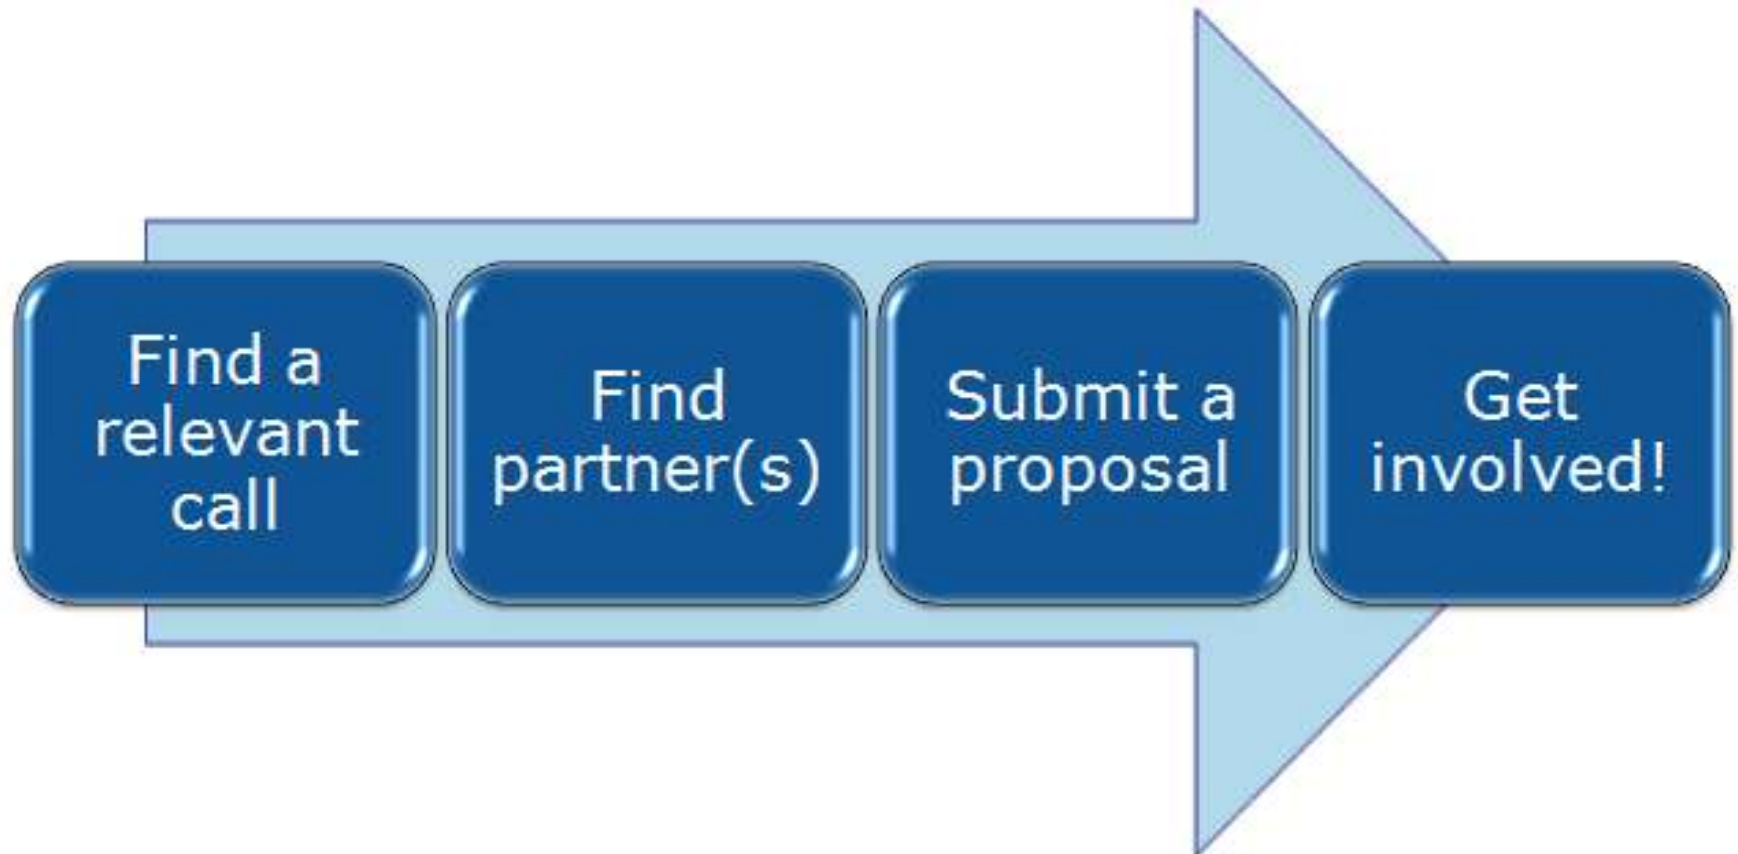 Find a
relevant
call
Find
partner(s)
Submit a
proposal
Get
involved!